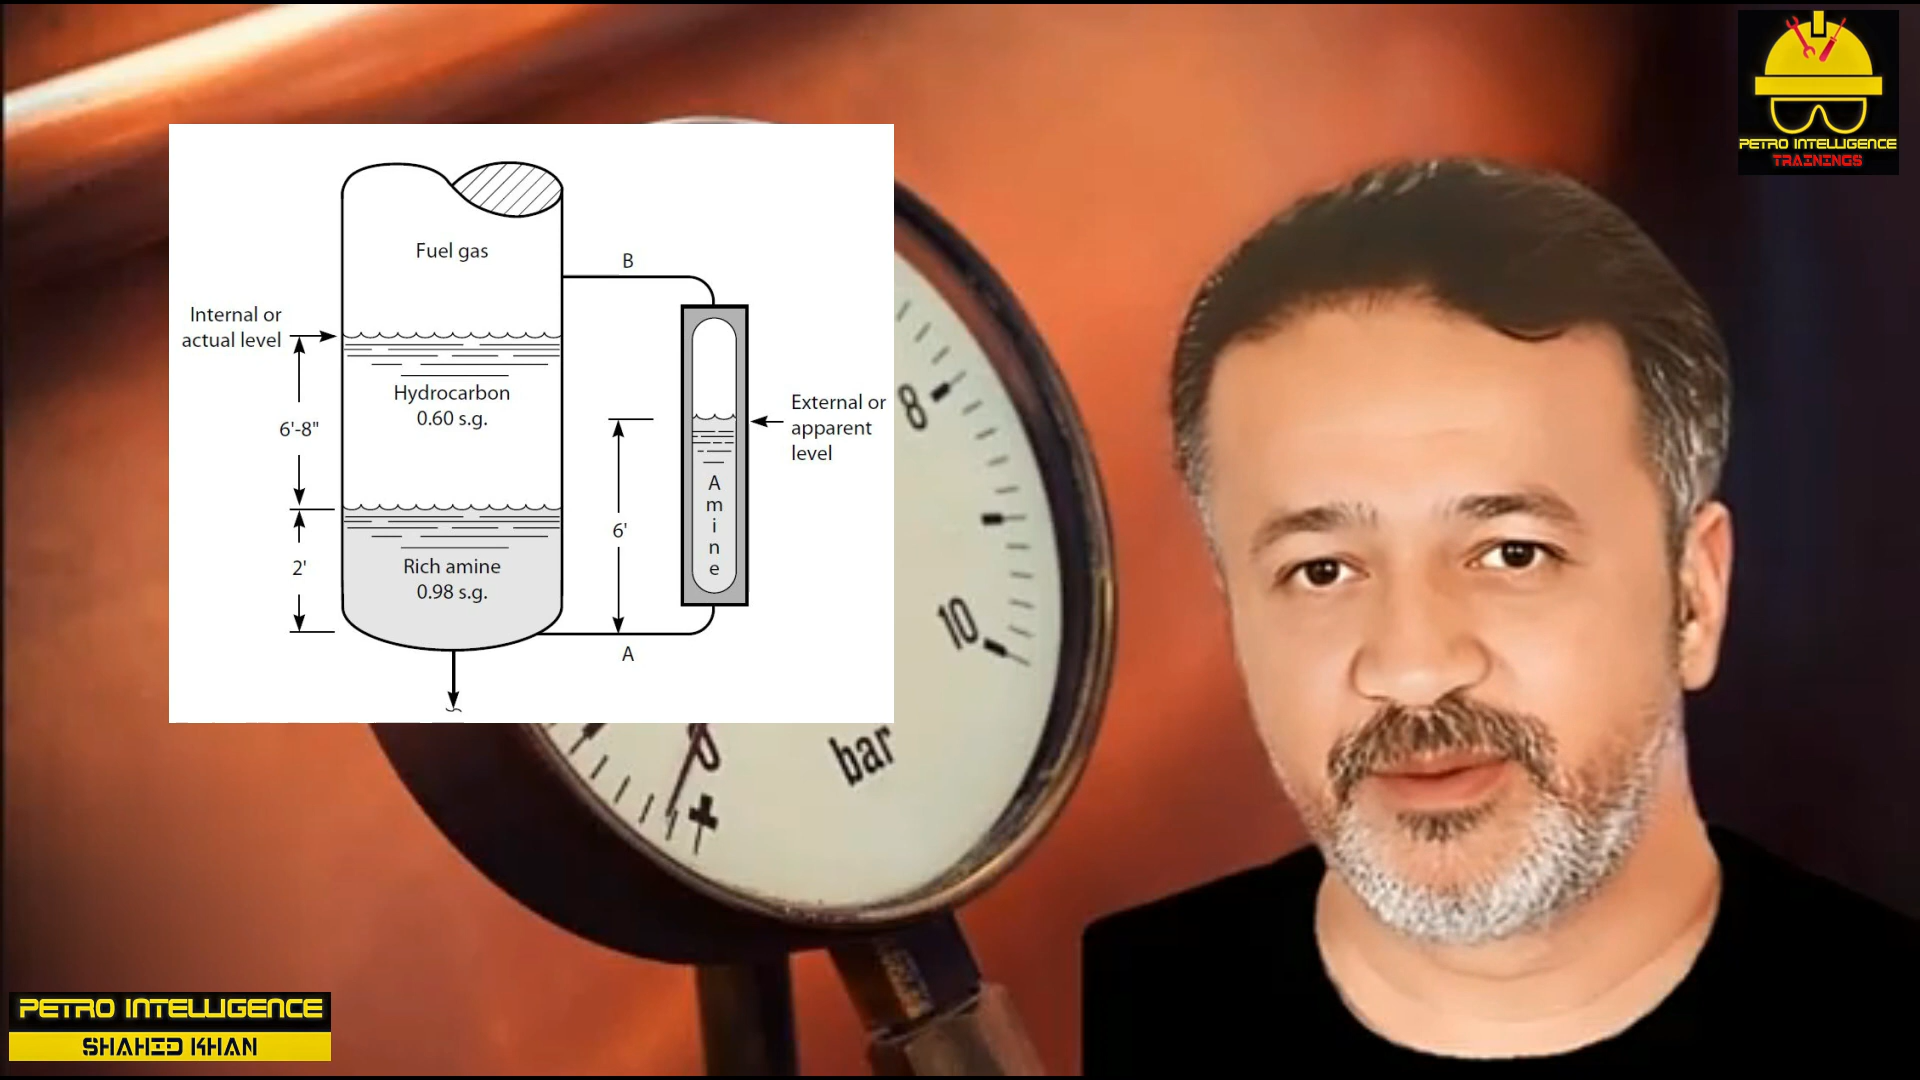 PETRO INTELLIGENCE
TRAININGS
Fuel gas
B
Internal or
actual level
Hydrocarbon
0.60 s.g.
6'-8"
External or
apparent
level
6'
A
m
i
n
e
Rich amine
0.98 s.g.
2'
A
8
10
bar
+
PETRO INTELLIGENCE
SHAHID KHAN